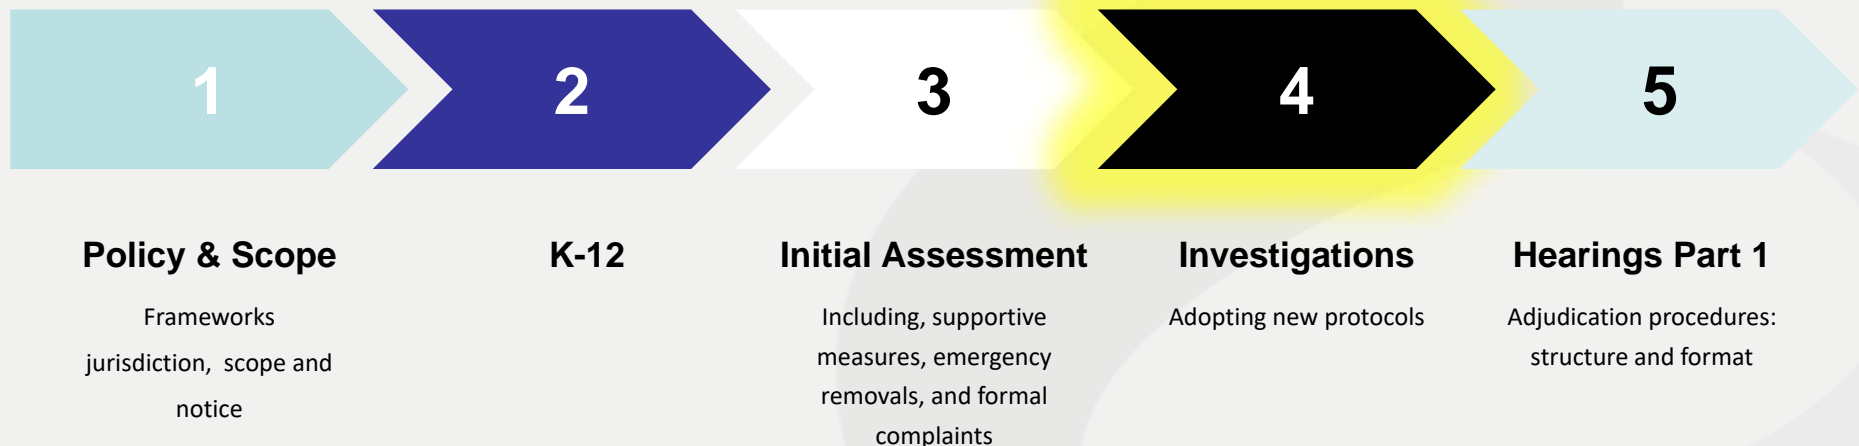 1
2
3
4
5
Policy & Scope
Frameworks
jurisdiction, scope and
notice
K-12
Initial Assessment
Including, supportive
measures, emergency
removals, and formal
complaints
Investigations
Adopting new protocols
Hearings Part 1
Adjudication procedures:
structure and format